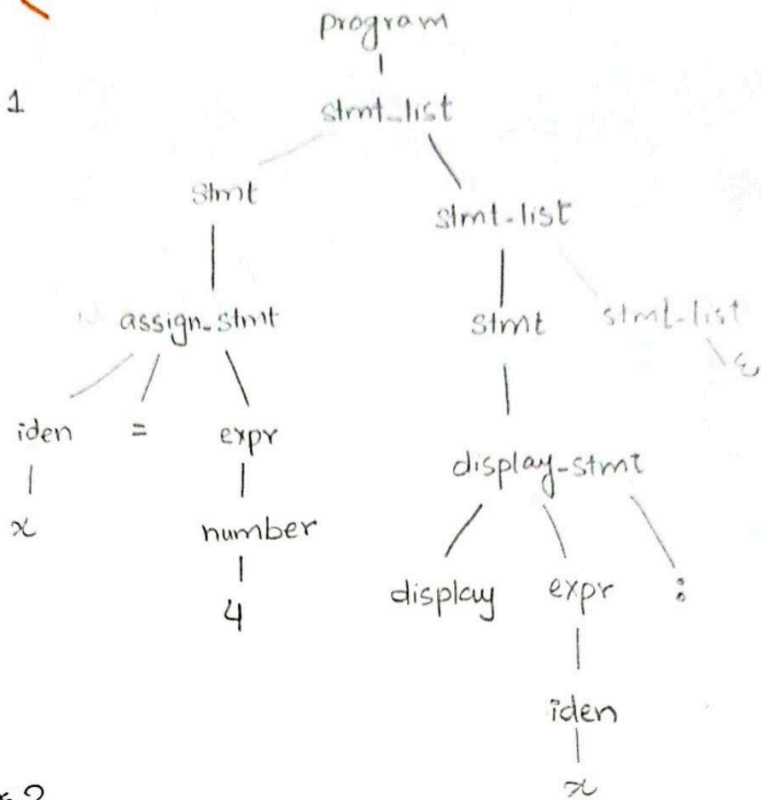 program
1
stmt_list
stmt
stmt-list
assign-stmt
stmt
stmt-list
ε
iden = expr
display-stmt
x
number
4
display expr :
iden
x
2